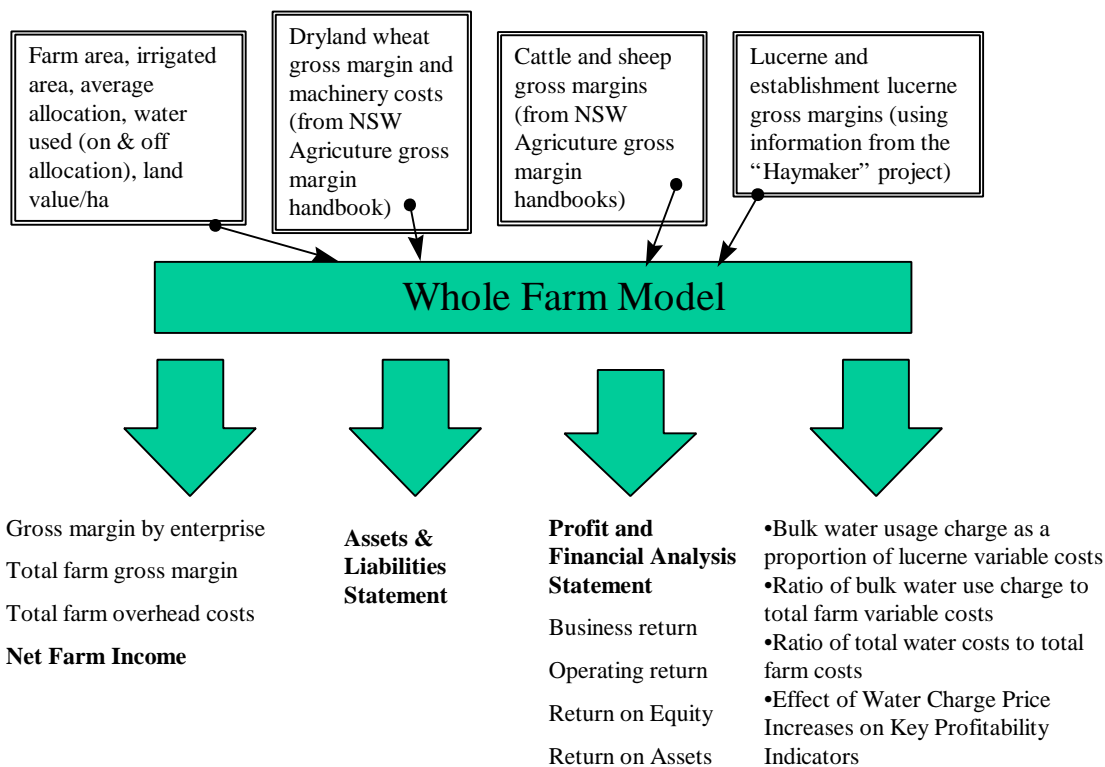 Farm area, irrigated
area, average
allocation, water
used (on & off
allocation), land
value/ha
Dryland wheat
gross margin and
machinery costs
(from NSW
Agricuture gross
margin
handbook)
Cattle and sheep
gross margins
(from NSW
Agricuture gross
margin
handbooks)
Lucerne and
establishment lucerne
gross margins (using
information from the
“Haymaker” project)
Whole Farm Model
Gross margin by enterprise
Total farm gross margin
Total farm overhead costs
Net Farm Income
Assets &
Liabilities
Statement
Profit and
Financial Analysis
Statement
Business return
Operating return
Return on Equity
Return on Assets
•Bulk water usage charge as a
proportion of lucerne variable costs
•Ratio of bulk water use charge to
total farm variable costs
•Ratio of total water costs to total
farm costs
•Effect of Water Charge Price
Increases on Key Profitability
Indicators